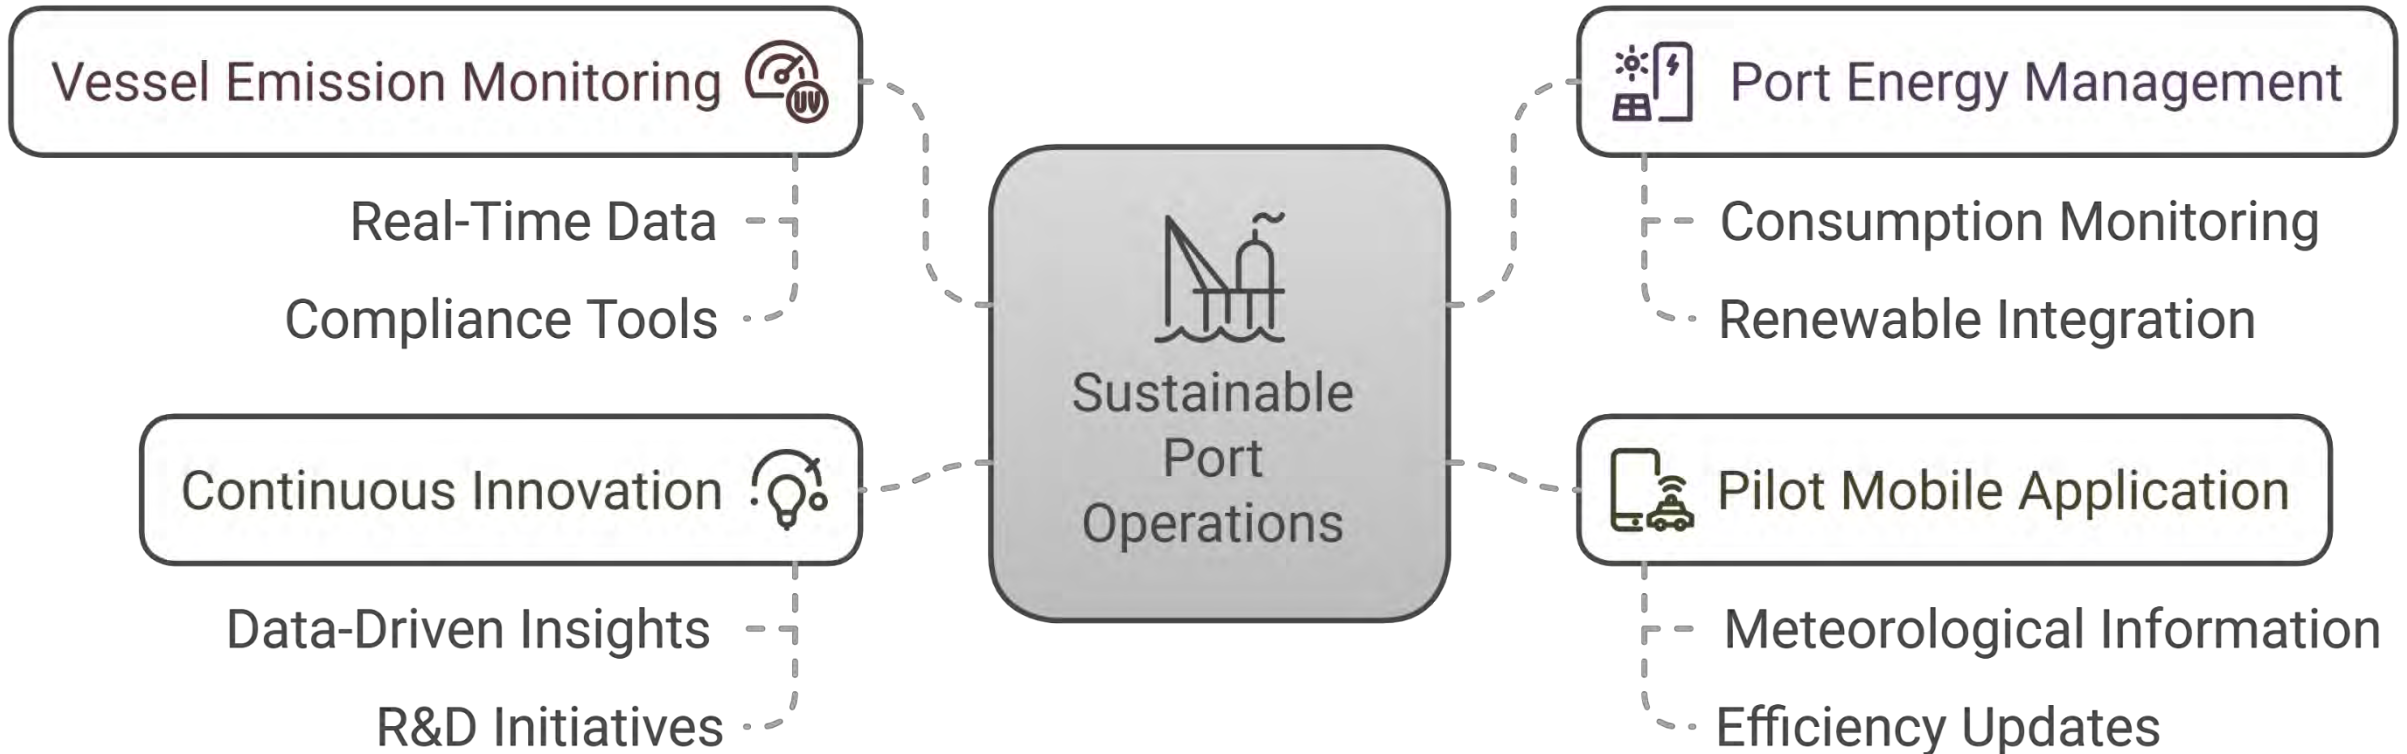 Vessel Emission Monitoring
UV
Real-Time Data
Compliance Tools
Continuous Innovation
Data-Driven Insights
R&D Initiatives
Sustainable
Port
Operations
Port Energy Management
Consumption Monitoring
Renewable Integration
Pilot Mobile Application
Meteorological Information
Efficiency Updates